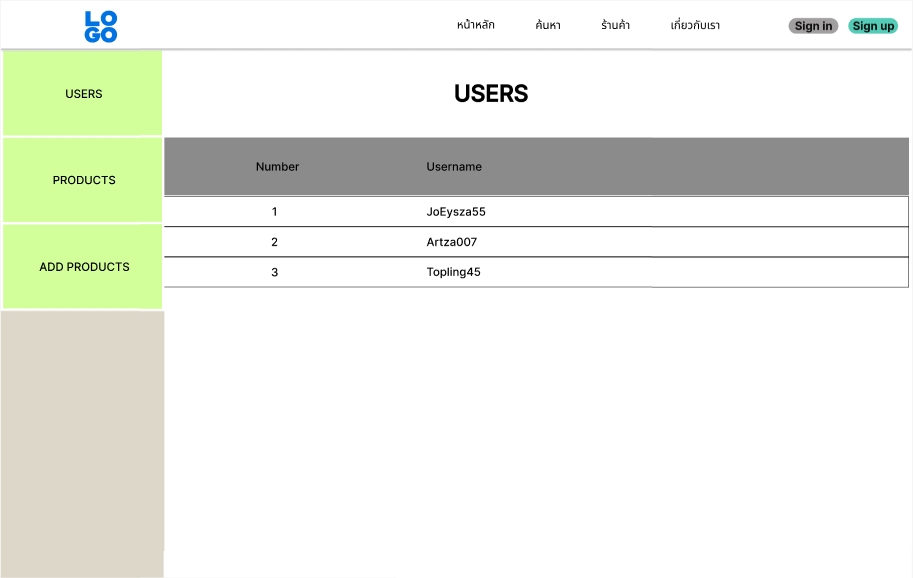 LO
GO
หน้าหลัก ค้นหา ร้านค้า เกี่ยวกับเรา Sign in Sign up
USERS
PRODUCTS
ADD PRODUCTS
USERS
Number Username
1 JoEysza55
2 Artza007
3 Topling45